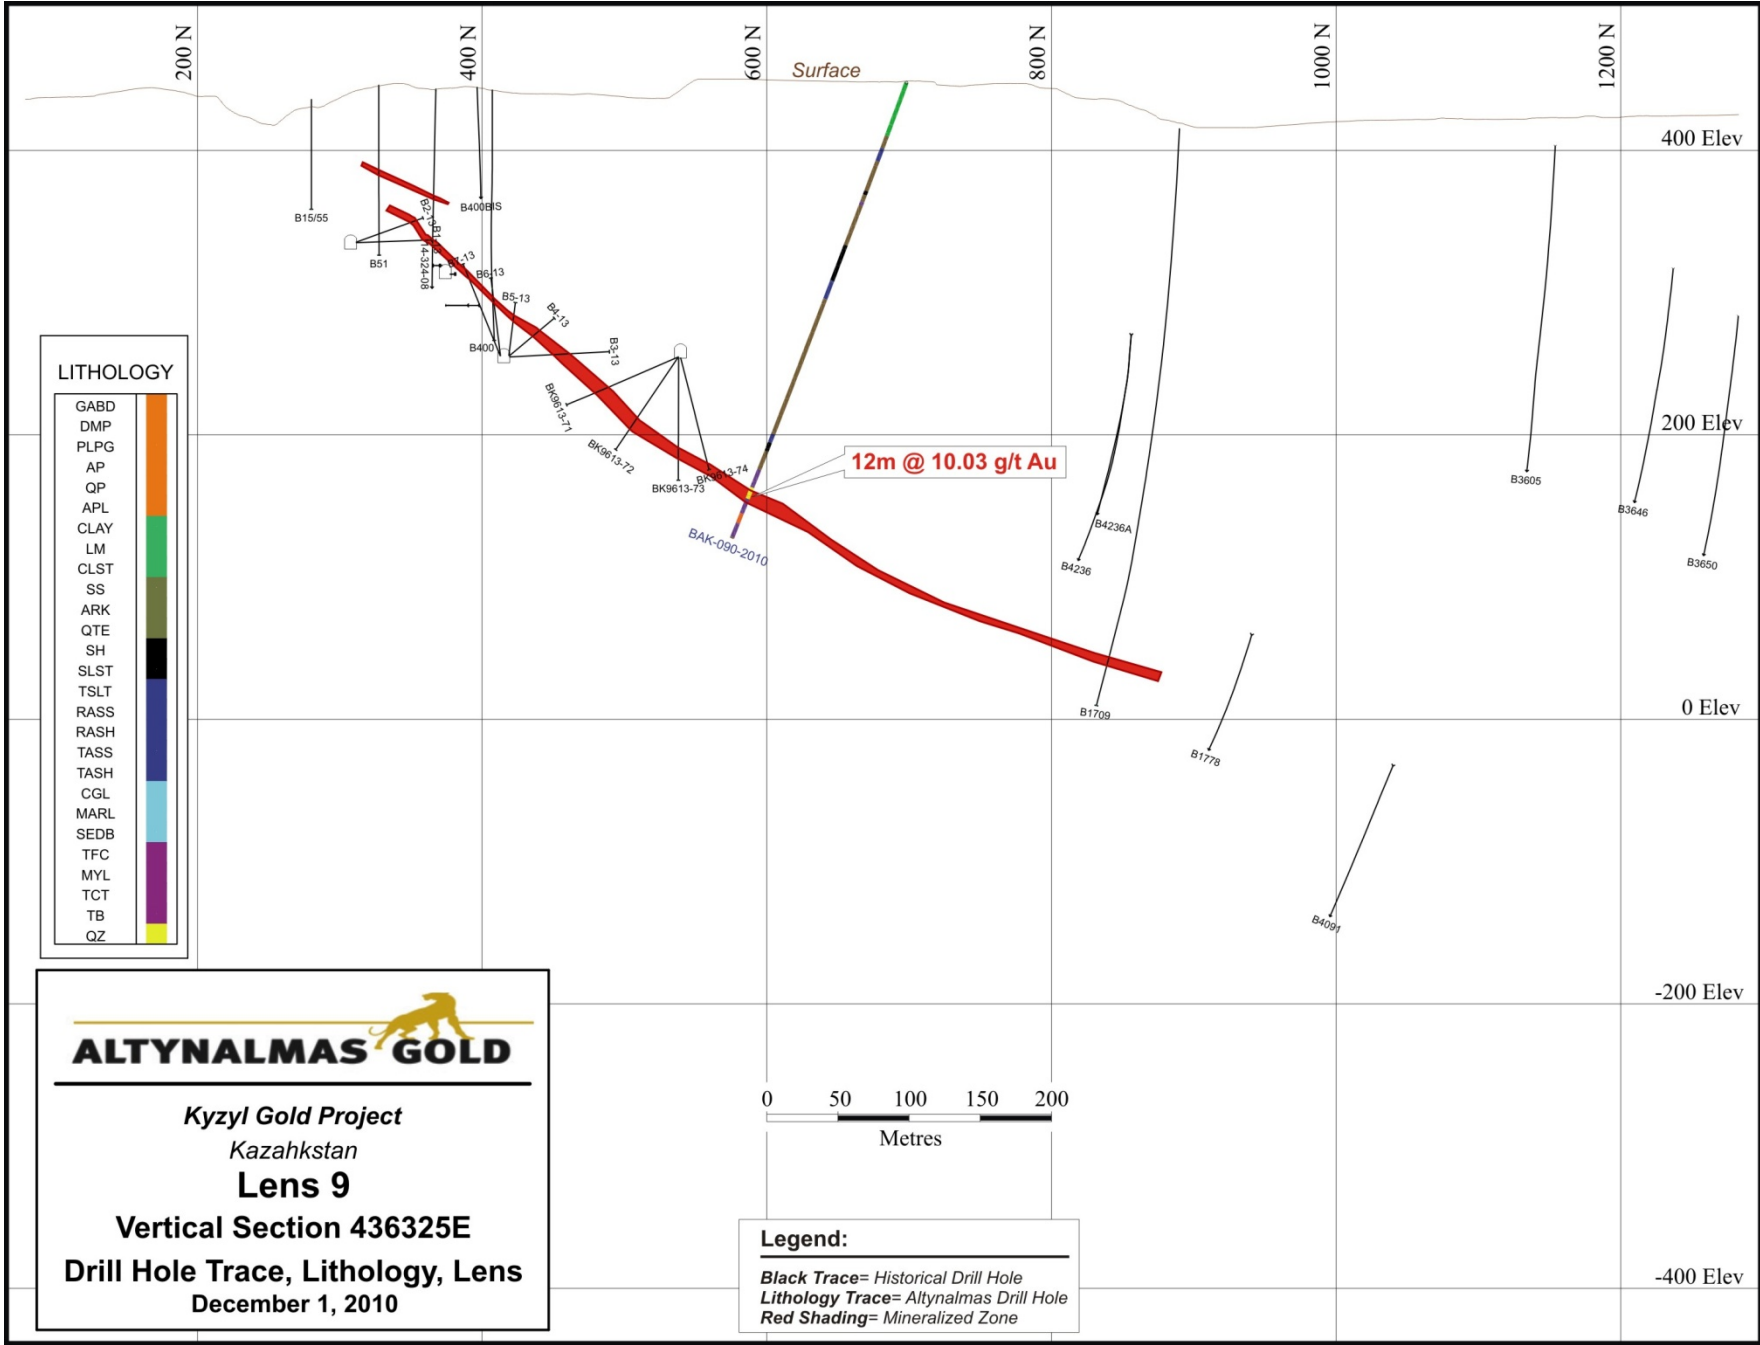 200 N
400 N
600 N
800 N
1000 N
1200 N
Surface
400 Elev
200 Elev
0 Elev
-200 Elev
-400 Elev
B15/55
B51
B400BIS
B2-13
14-324-08
B6-13
B5-13
B4-13
B3-13
B400
BK9613-71
BK9613-72
BK9613-73
BK9613-74
12m @ 10.03 g/t Au
BAK-090-2010
B4236A
B4236
B1709
B1778
B4091
B3605
B3646
B3650
LITHOLOGY
GABD
DMP
PLPG
AP
QP
APL
CLAY
LM
CLST
SS
ARK
QTE
SH
SLST
TSLT
RASS
RASH
TASS
TASH
CGL
MARL
SEDB
TFC
MYL
TCT
TB
QZ
ALTYNALMAS GOLD
Kyzyl Gold Project
Kazahkstan
Lens 9
Vertical Section 436325E
Drill Hole Trace, Lithology, Lens
December 1, 2010
0 50 100 150 200
Metres
Legend:
Black Trace= Historical Drill Hole
Lithology Trace= Altynalmas Drill Hole
Red Shading= Mineralized Zone